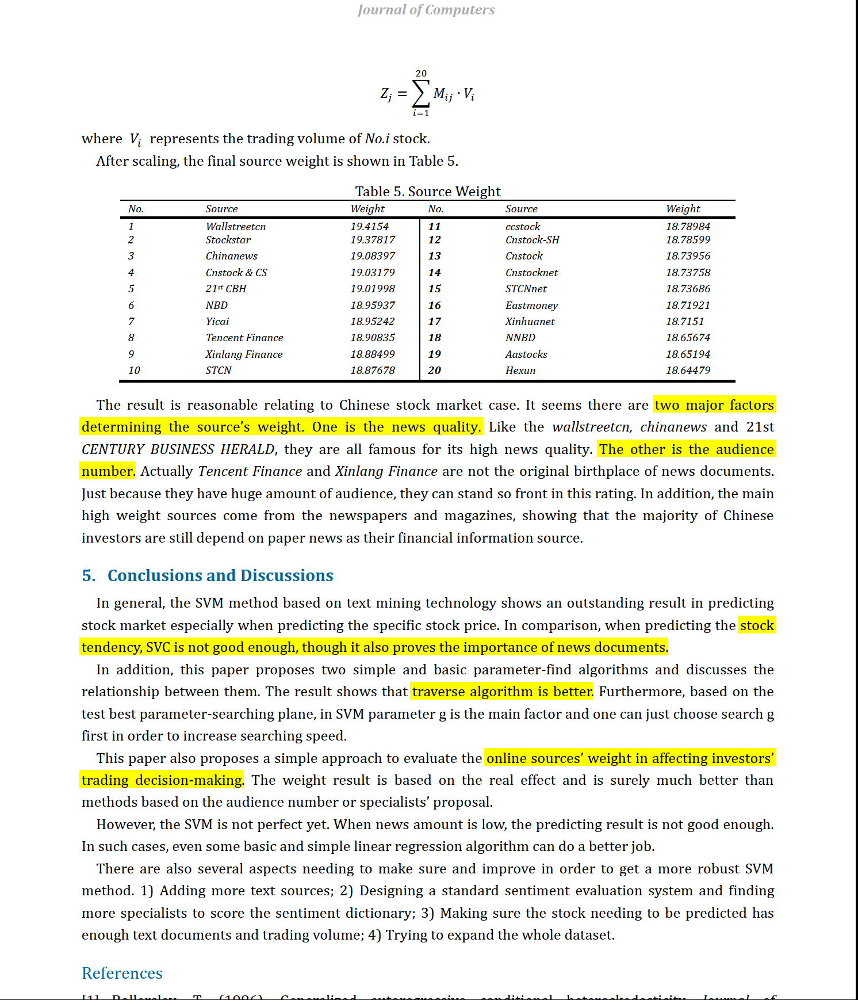 Journal of Computers
20
Zj = ∑ Mij · Vi
i=1
where Vi represents the trading volume of No.i stock.
After scaling, the final source weight is shown in Table 5.
Table 5. Source Weight
No. Source Weight No. Source Weight
1 Wallstreetcn 19.4154 11 ccstock 18.78984
2 Stockstar 19.37817 12 Cnstock-SH 18.78599
3 Chinanews 19.08397 13 Cnstock 18.73956
4 Cnstock & CS 19.03179 14 Cnstocknet 18.73758
5 21st CBH 19.01998 15 STCNnet 18.73686
6 NBD 18.95937 16 Eastmoney 18.71921
7 Yicai 18.95242 17 Xinhuanet 18.7151
8 Tencent Finance 18.90835 18 NNBD 18.65674
9 Xinlang Finance 18.88499 19 Aastocks 18.65194
10 STCN 18.87678 20 Hexun 18.64479
The result is reasonable relating to Chinese stock market case. It seems there are two major factors
determining the source's weight. One is the news quality. Like the wallstreetcn, chinanews and 21st
CENTURY BUSINESS HERALD, they are all famous for its high news quality. The other is the audience
number. Actually Tencent Finance and Xinlang Finance are not the original birthplace of news documents.
Just because they have huge amount of audience, they can stand so front in this rating. In addition, the main
high weight sources come from the newspapers and magazines, showing that the majority of Chinese
investors are still depend on paper news as their financial information source.
5. Conclusions and Discussions
In general, the SVM method based on text mining technology shows an outstanding result in predicting
stock market especially when predicting the specific stock price. In comparison, when predicting the stock
tendency, SVC is not good enough, though it also proves the importance of news documents.
In addition, this paper proposes two simple and basic parameter-find algorithms and discusses the
relationship between them. The result shows that traverse algorithm is better. Furthermore, based on the
test best parameter-searching plane, in SVM parameter g is the main factor and one can just choose search g
first in order to increase searching speed.
This paper also proposes a simple approach to evaluate the online sources' weight in affecting investors'
trading decision-making. The weight result is based on the real effect and is surely much better than
methods based on the audience number or specialists' proposal.
However, the SVM is not perfect yet. When news amount is low, the predicting result is not good enough.
In such cases, even some basic and simple linear regression algorithm can do a better job.
There are also several aspects needing to make sure and improve in order to get a more robust SVM
method. 1) Adding more text sources; 2) Designing a standard sentiment evaluation system and finding
more specialists to score the sentiment dictionary; 3) Making sure the stock needing to be predicted has
enough text documents and trading volume; 4) Trying to expand the whole dataset.
References
[1] Bollerslev, T. (1986). Generalized autoregressive conditional heteroskedasticity. Journal of